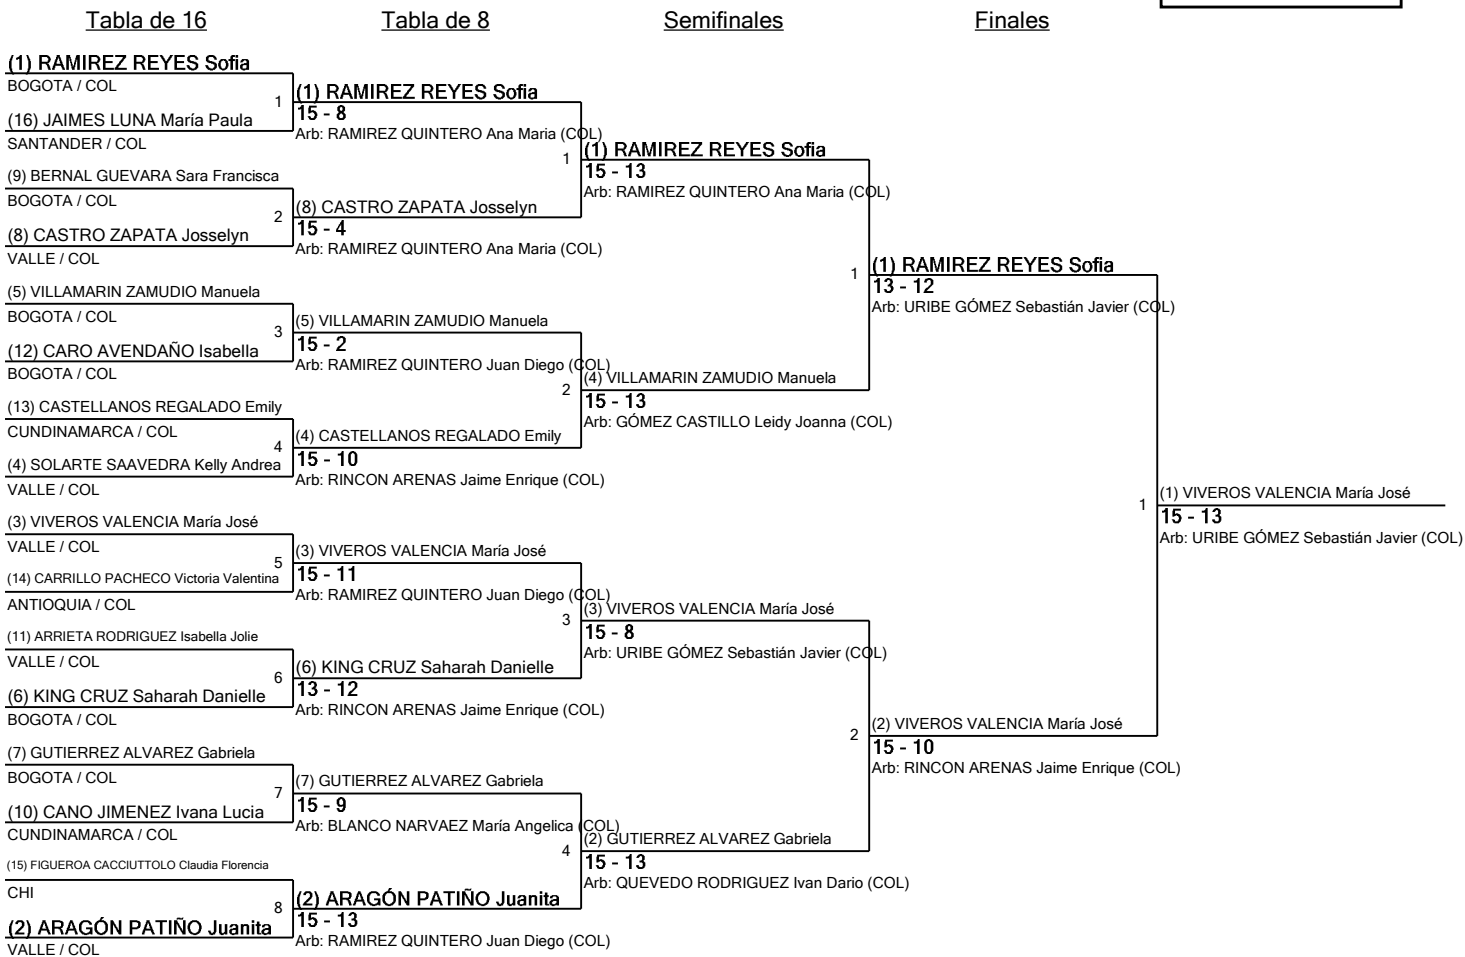 Tabla de 16
Tabla de 8
Semifinales
Finales
(1) RAMIREZ REYES Sofia
BOGOTA / COL
1
(16) JAIMES LUNA María Paula
SANTANDER / COL
(9) BERNAL GUEVARA Sara Francisca
BOGOTA / COL
2
(8) CASTRO ZAPATA Josselyn
VALLE / COL
(5) VILLAMARIN ZAMUDIO Manuela
BOGOTA / COL
3
(12) CARO AVENDAÑO Isabella
BOGOTA / COL
(13) CASTELLANOS REGALADO Emily
CUNDINAMARCA / COL
4
(4) SOLARTE SAAVEDRA Kelly Andrea
VALLE / COL
(3) VIVEROS VALENCIA María José
VALLE / COL
5
(14) CARRILLO PACHECO Victoria Valentina
ANTIOQUIA / COL
(11) ARRIETA RODRIGUEZ Isabella Jolie
VALLE / COL
6
(6) KING CRUZ Saharah Danielle
BOGOTA / COL
(7) GUTIERREZ ALVAREZ Gabriela
BOGOTA / COL
7
(10) CANO JIMENEZ Ivana Lucia
CUNDINAMARCA / COL
(15) FIGUEROA CACCIUTTOLO Claudia Florencia
CHI
8
(2) ARAGÓN PATIÑO Juanita
VALLE / COL
(1) RAMIREZ REYES Sofia
15 - 8
Arb: RAMIREZ QUINTERO Ana Maria (COL)
1
(8) CASTRO ZAPATA Josselyn
15 - 4
Arb: RAMIREZ QUINTERO Ana Maria (COL)
(5) VILLAMARIN ZAMUDIO Manuela
15 - 2
Arb: RAMIREZ QUINTERO Juan Diego (COL)
2
(4) CASTELLANOS REGALADO Emily
15 - 10
Arb: RINCON ARENAS Jaime Enrique (COL)
(3) VIVEROS VALENCIA María José
15 - 11
Arb: RAMIREZ QUINTERO Juan Diego (COL)
3
(6) KING CRUZ Saharah Danielle
13 - 12
Arb: RINCON ARENAS Jaime Enrique (COL)
(7) GUTIERREZ ALVAREZ Gabriela
15 - 9
Arb: BLANCO NARVAEZ María Angelica (COL)
4
(2) ARAGÓN PATIÑO Juanita
15 - 13
Arb: RAMIREZ QUINTERO Juan Diego (COL)
(1) RAMIREZ REYES Sofia
15 - 13
Arb: RAMIREZ QUINTERO Ana Maria (COL)
1
(4) VILLAMARIN ZAMUDIO Manuela
15 - 13
Arb: GÓMEZ CASTILLO Leidy Joanna (COL)
(3) VIVEROS VALENCIA María José
15 - 8
Arb: URIBE GÓMEZ Sebastián Javier (COL)
2
(2) GUTIERREZ ALVAREZ Gabriela
15 - 13
Arb: QUEVEDO RODRIGUEZ Ivan Dario (COL)
(1) RAMIREZ REYES Sofia
13 - 12
Arb: URIBE GÓMEZ Sebastián Javier (COL)
1
(2) VIVEROS VALENCIA María José
15 - 10
Arb: RINCON ARENAS Jaime Enrique (COL)
(1) VIVEROS VALENCIA María José
15 - 13
Arb: URIBE GÓMEZ Sebastián Javier (COL)